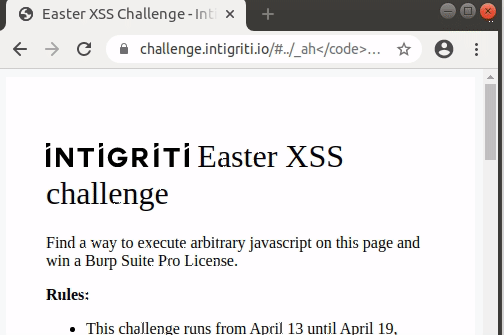 Easter XSS Challenge - Inti
challenge.intigriti.io/#../_ah</code>...
INTIGRITI Easter XSS
challenge
Find a way to execute arbitrary javascript on this page and
win a Burp Suite Pro License.
Rules:
• This challenge runs from April 13 until April 19,